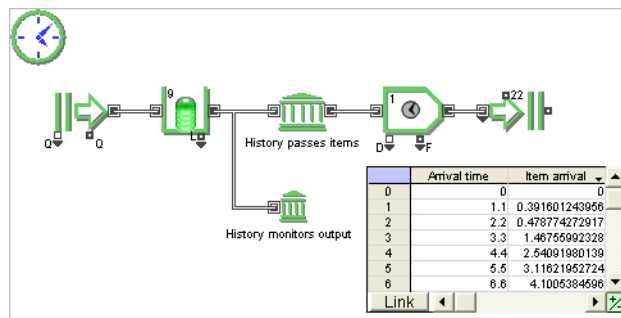 9
22
1
Q
Q
L
D
F
History passes items
History monitors output
Arrival time Item arrival
0 0 0
1 1.1 0.391601243956
2 2.2 0.478774272917
3 3.3 1.46755992328
4 4.4 2.54091980139
5 5.5 3.11621952724
6 6.6 4.1005384596
Link